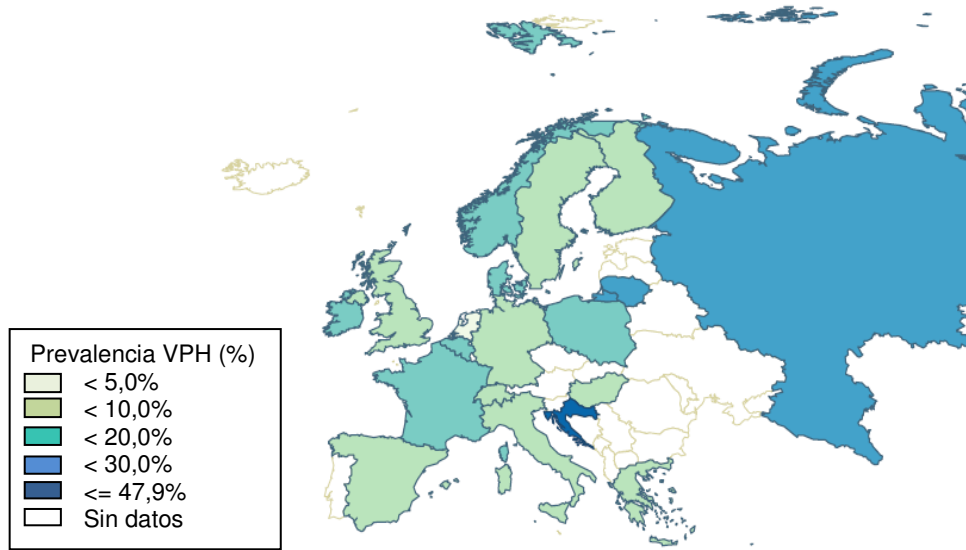 Prevalencia VPH (%)
< 5,0%
< 10,0%
< 20,0%
< 30,0%
<= 47,9%
Sin datos